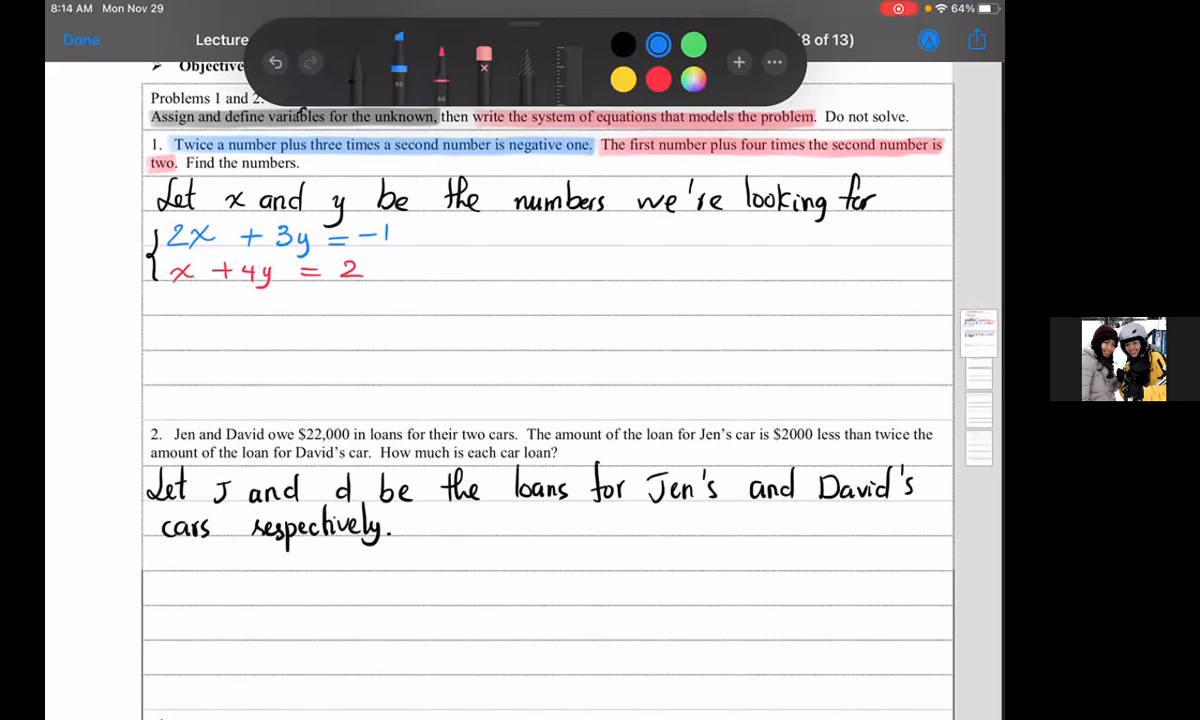 8:14 AM Mon Nov 29
64%
Done
Lecture
8 of 13)
50
50
➤ Objective
Problems 1 and 2.
Assign and define variables for the unknown, then write the system of equations that models the problem. Do not solve.
1. Twice a number plus three times a second number is negative one. The first number plus four times the second number is
two. Find the numbers.
Let x and y be the numbers we're looking for
2x + 3y = -1
x + 4y = 2
2. Jen and David owe $22,000 in loans for their two cars. The amount of the loan for Jen's car is $2000 less than twice the
amount of the loan for David's car. How much is each car loan?
Let J and d be the loans for Jen's and David's
cars respectively.